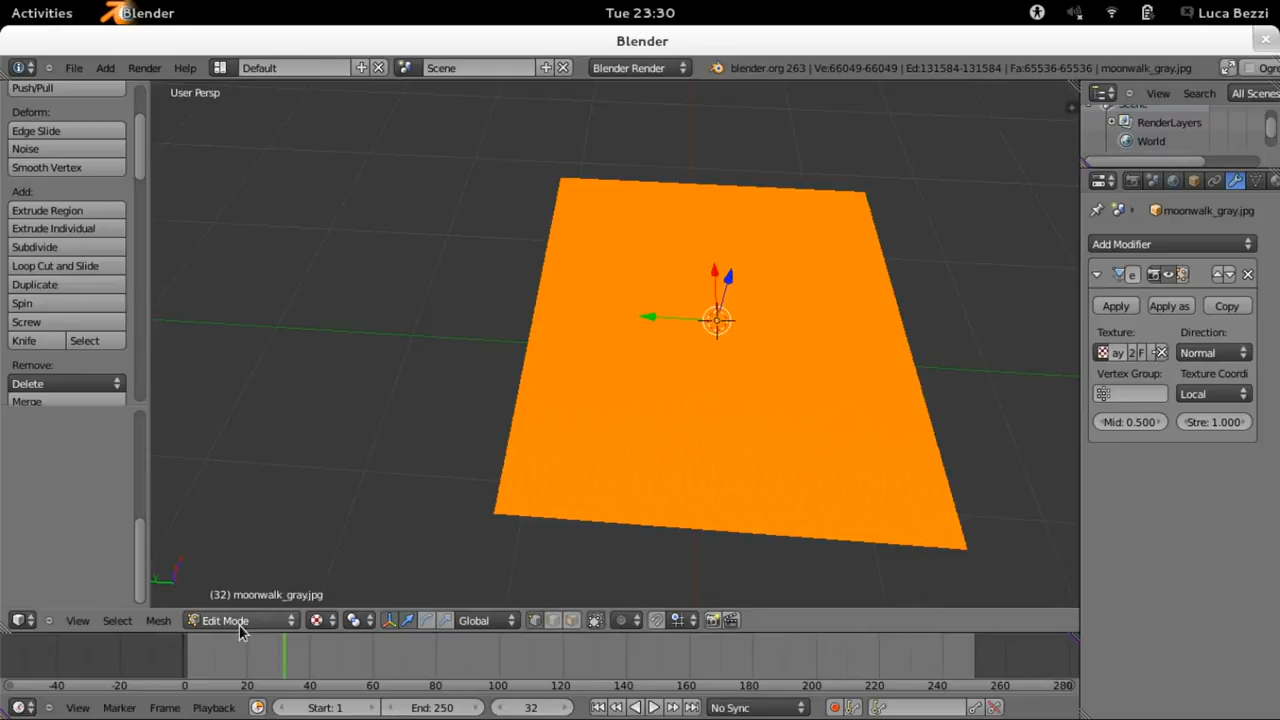 Activities Blender Tue 23:30 Luca Bezzi
Blender
File Add Render Help Default Scene Blender Render blender.org 263 | Ve:66049-66049 | Ed:131584-131584 | Fa:65536-65536 | moonwalk_gray.jpg Ogre
Push/Pull
Deform:
Edge Slide
Noise
Smooth Vertex
Add:
Extrude Region
Extrude Individual
Subdivide
Loop Cut and Slide
Duplicate
Spin
Screw
Knife Select
Remove:
Delete
Merge
User Persp
(32) moonwalk_gray.jpg
View Search All Scenes
Scene
RenderLayers
World
moonwalk_gray.jpg
Add Modifier
e
Apply Apply as Copy
Texture: Direction:
ay 2 F Normal
Vertex Group: Texture Coordi
Local
Mid: 0.500 Stre: 1.000
View Select Mesh Edit Mode Global
-40 -20 0 20 40 60 80 100 120 140 160 180 200 220 240 260 280
View Marker Frame Playback Start: 1 End: 250 32 No Sync